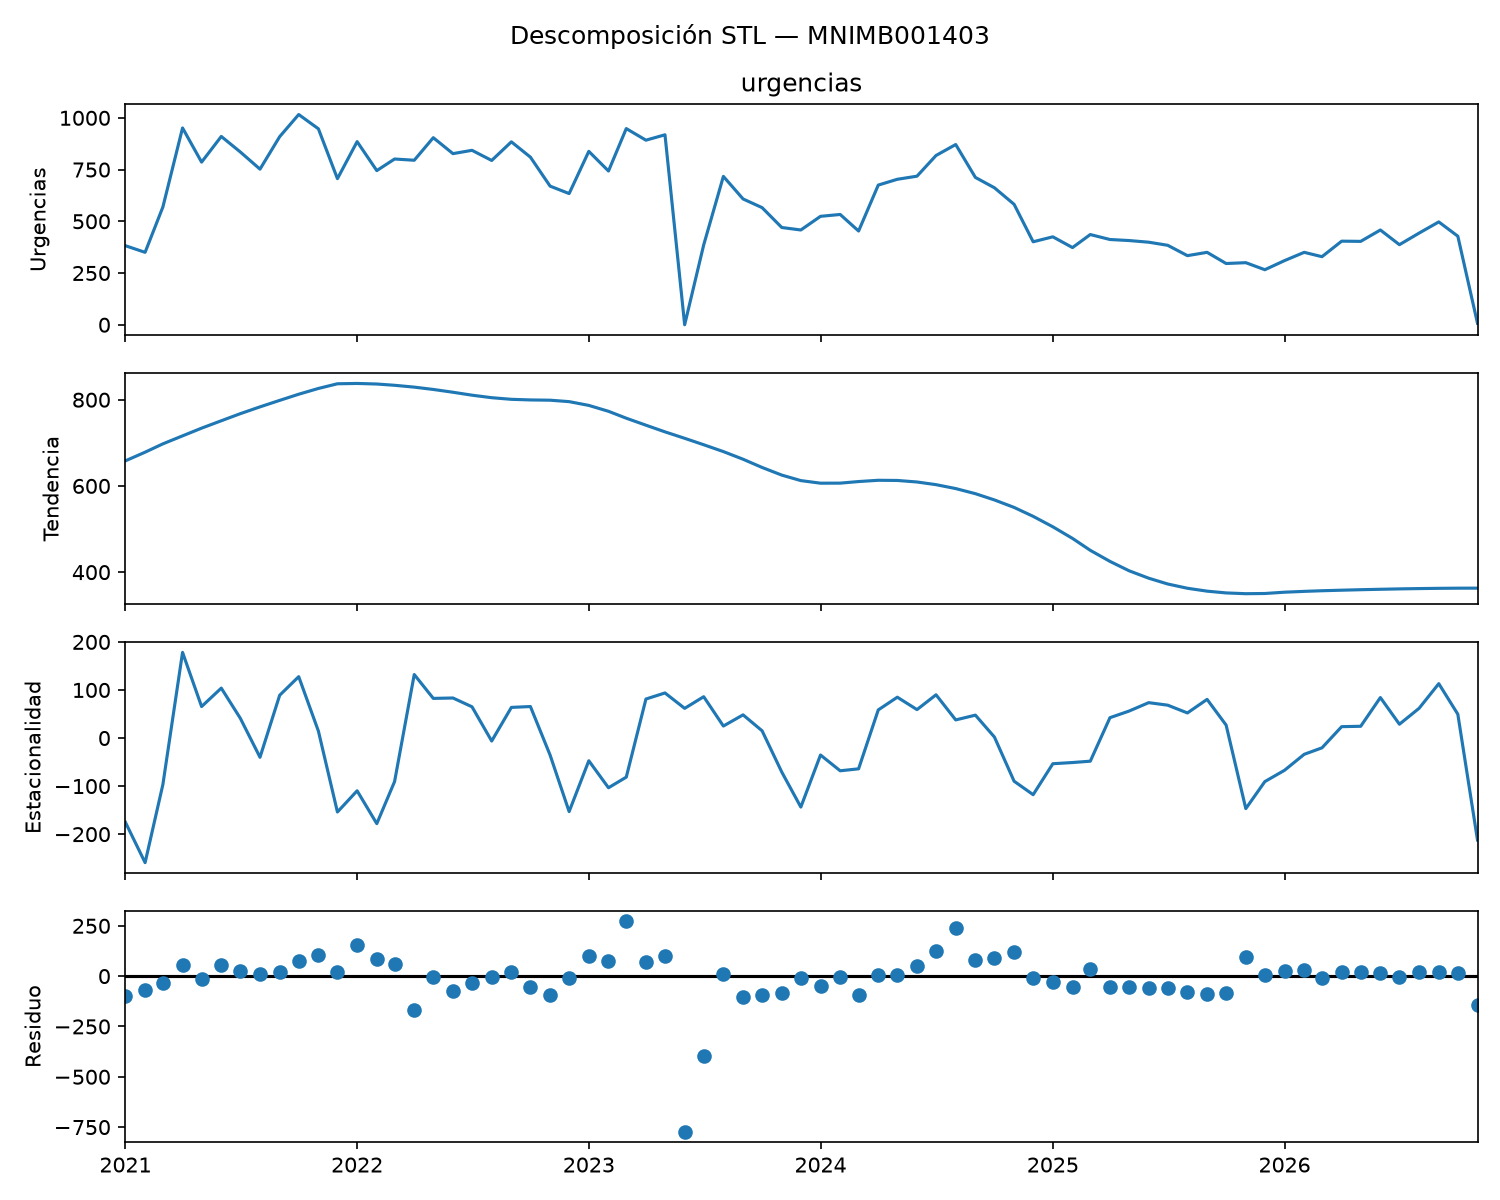 Descomposición STL — MNIMB001403
urgencias
Urgencias
1000
750
500
250
0
Tendencia
800
600
400
Estacionalidad
200
100
0
−100
−200
Residuo
250
0
−250
−500
−750
2021 2022 2023 2024 2025 2026